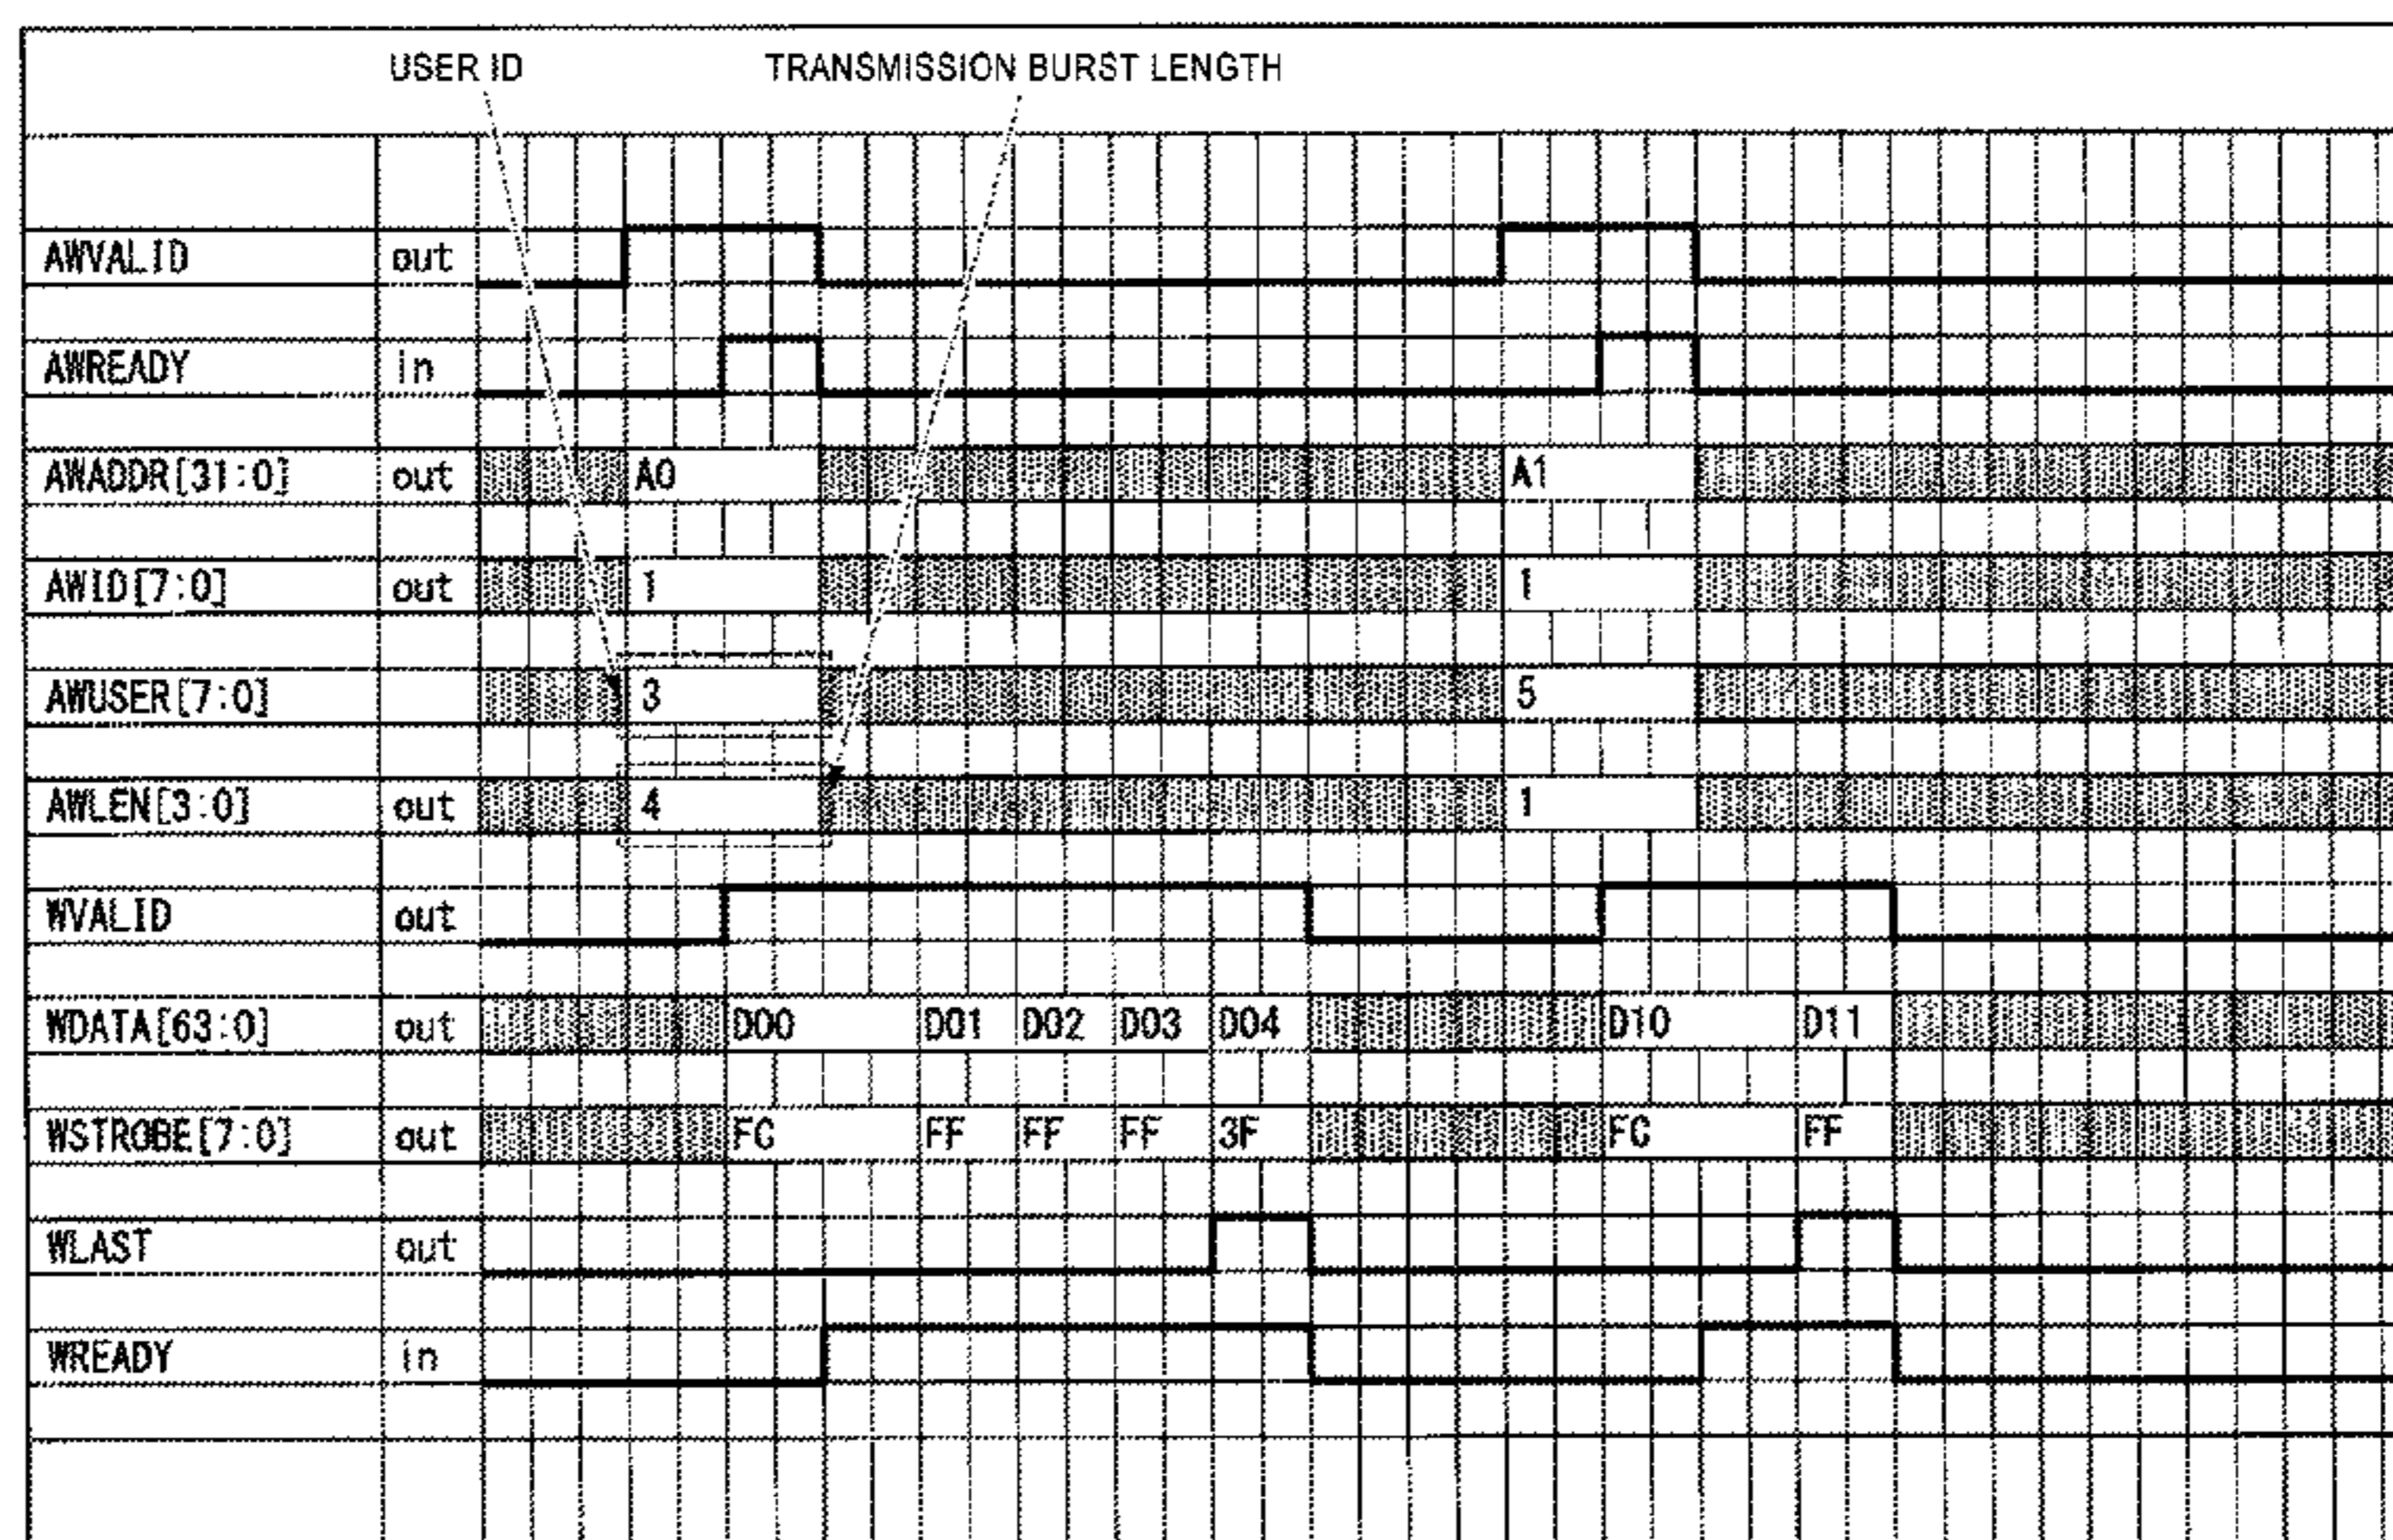 USER ID TRANSMISSION BURST LENGTH
AWVALID out
AWREADY in
AWADDR[31:0] out A0 A1
AWID[7:0] out 1 1
AWUSER[7:0] 3 5
AWLEN[3:0] out 4 1
WVALID out
WDATA[63:0] out D00 D01 D02 D03 D04 D10 D11
WSTROBE[7:0] out FC FF FF FF 3F FC FF
WLAST out
WREADY in